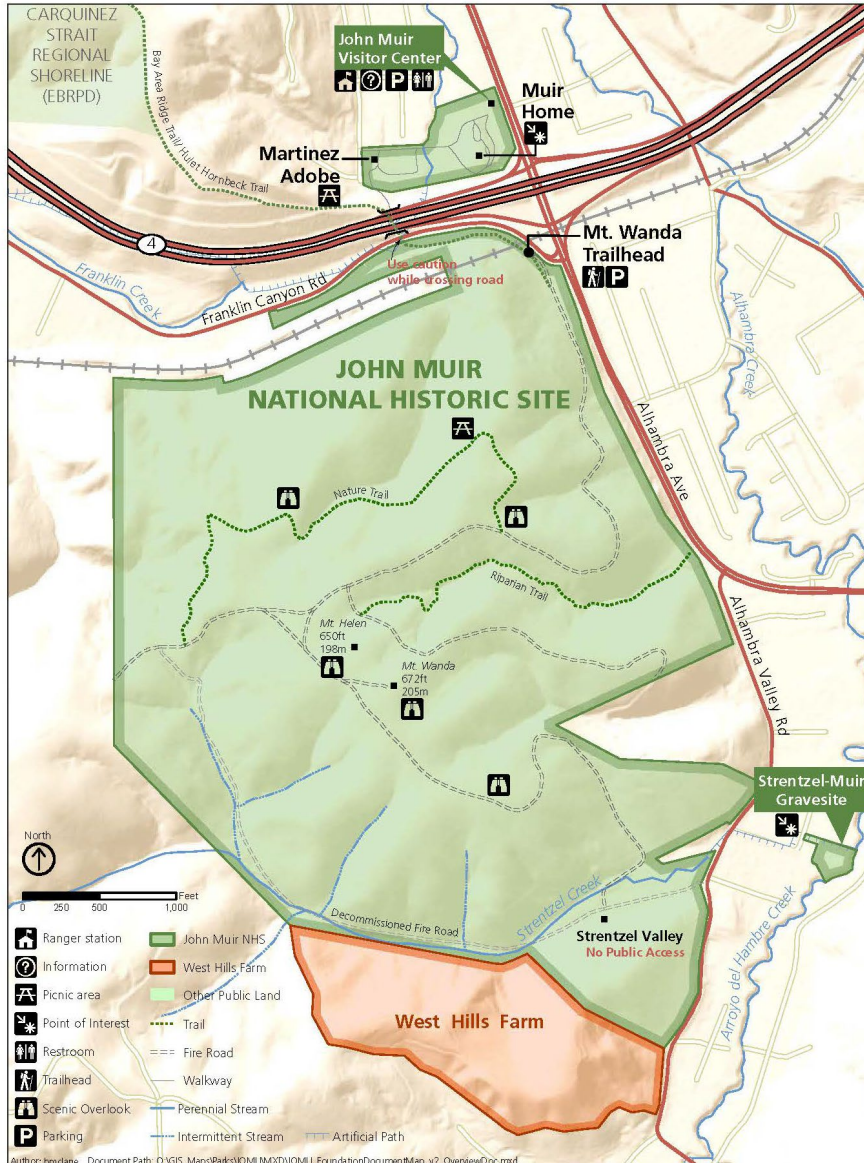 CARQUINEZ
STRAIT
REGIONAL
SHORELINE
(EBRPD)
Bay Area Ridge Trail/ Hulet Hornbeck Trail
John Muir
Visitor Center
Muir
Home
Martinez
Adobe
4
Mt. Wanda
Trailhead
Use caution
while crossing road
Franklin Creek
Franklin Canyon Rd
Alhambra Creek
JOHN MUIR
NATIONAL HISTORIC SITE
Alhambra Ave
Nature Trail
Riparian Trail
Mt. Helen
650ft
198m
Mt. Wanda
672ft
205m
Alhambra Valley Rd
Strentzel-Muir
Gravesite
North
0 250 500 1,000 Feet
Decommissioned Fire Road
Strentzel Creek
Strentzel Valley
No Public Access
Arroyo del Hambre Creek
West Hills Farm
Ranger station
Information
Picnic area
Point of Interest
Restroom
Trailhead
Scenic Overlook
Parking
John Muir NHS
West Hills Farm
Other Public Land
Trail
Fire Road
Walkway
Perennial Stream
Intermittent Stream
Artificial Path
Author: Document Path: